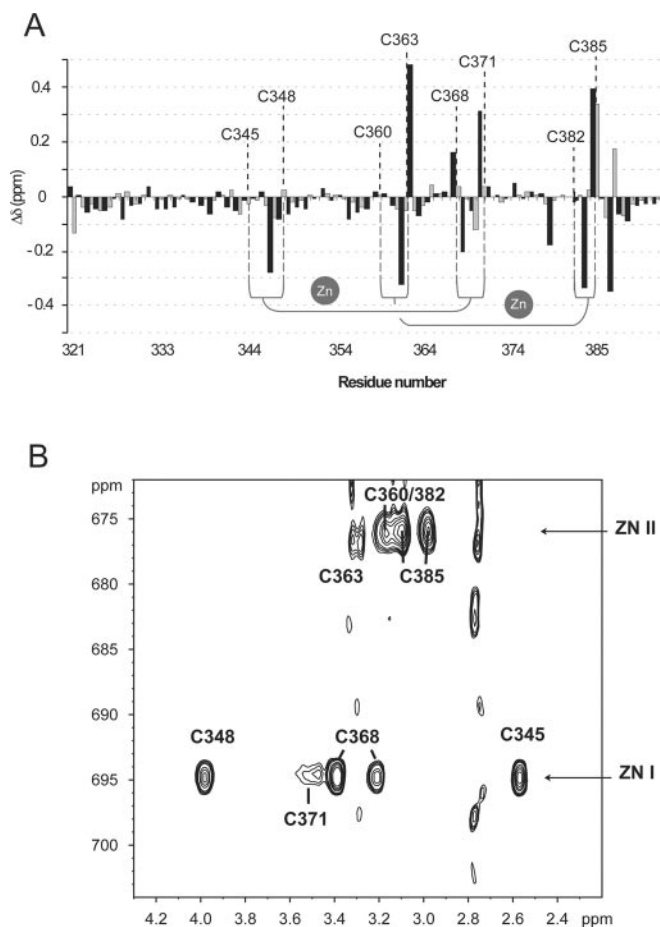 A
C363
C385
C371
C348
C368
C345
C360
C382
0.4
0.2
0
-0.2
-0.4
Δδ (ppm)
Zn
Zn
321 333 344 354 364 374 385
Residue number
B
ppm
C360/382
675
ZN II
C363 C385
680
685
690
C348 C368 C345
695
ZN I
C371
700
4.2 4.0 3.8 3.6 3.4 3.2 3.0 2.8 2.6 2.4 ppm